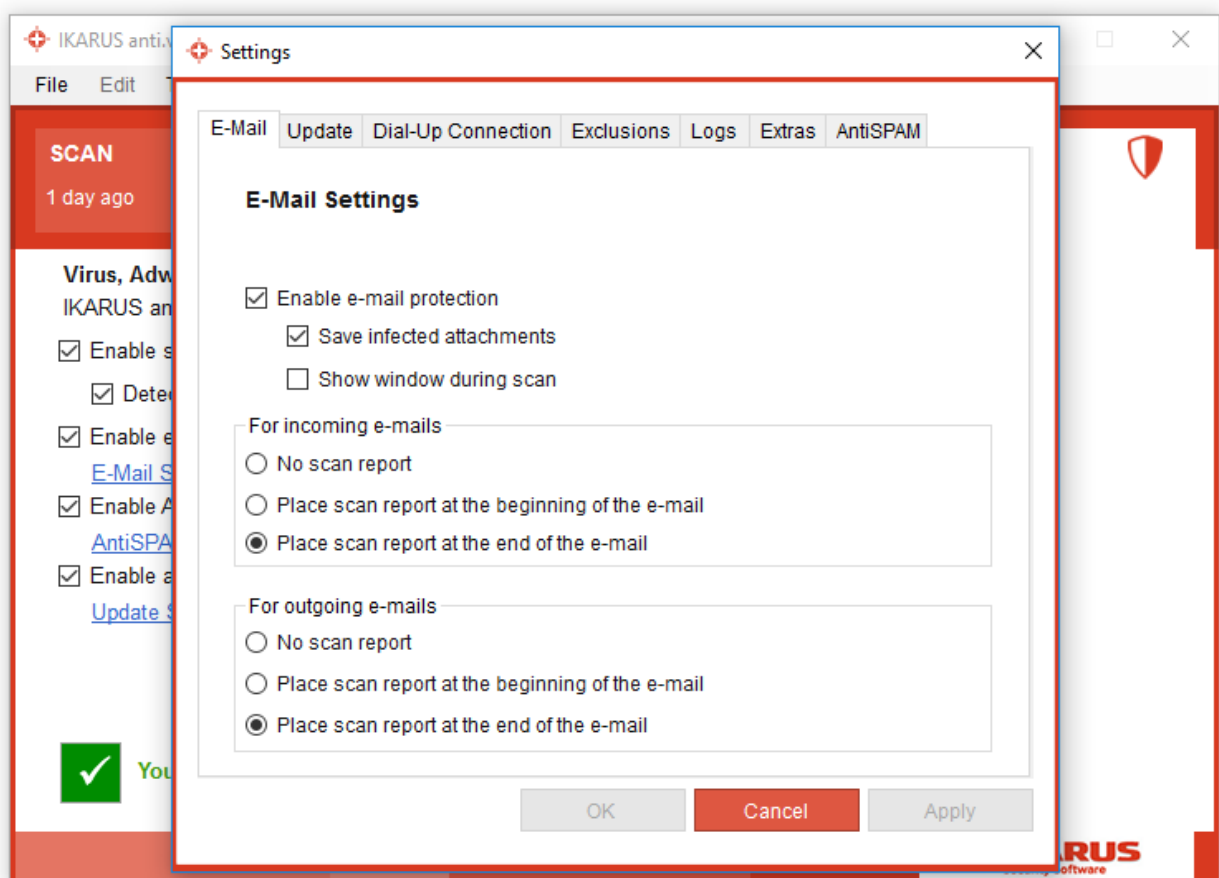 IKARUS anti.v
Settings
File Edit T
E-Mail Update Dial-Up Connection Exclusions Logs Extras AntiSPAM
SCAN
1 day ago
E-Mail Settings
Virus, Adw
IKARUS an
Enable s
Detec
Enable e
E-Mail S
Enable A
AntiSPA
Enable a
Update S
You
Enable e-mail protection
Save infected attachments
Show window during scan
For incoming e-mails
No scan report
Place scan report at the beginning of the e-mail
Place scan report at the end of the e-mail
For outgoing e-mails
No scan report
Place scan report at the beginning of the e-mail
Place scan report at the end of the e-mail
OK Cancel Apply
ARUS
security software